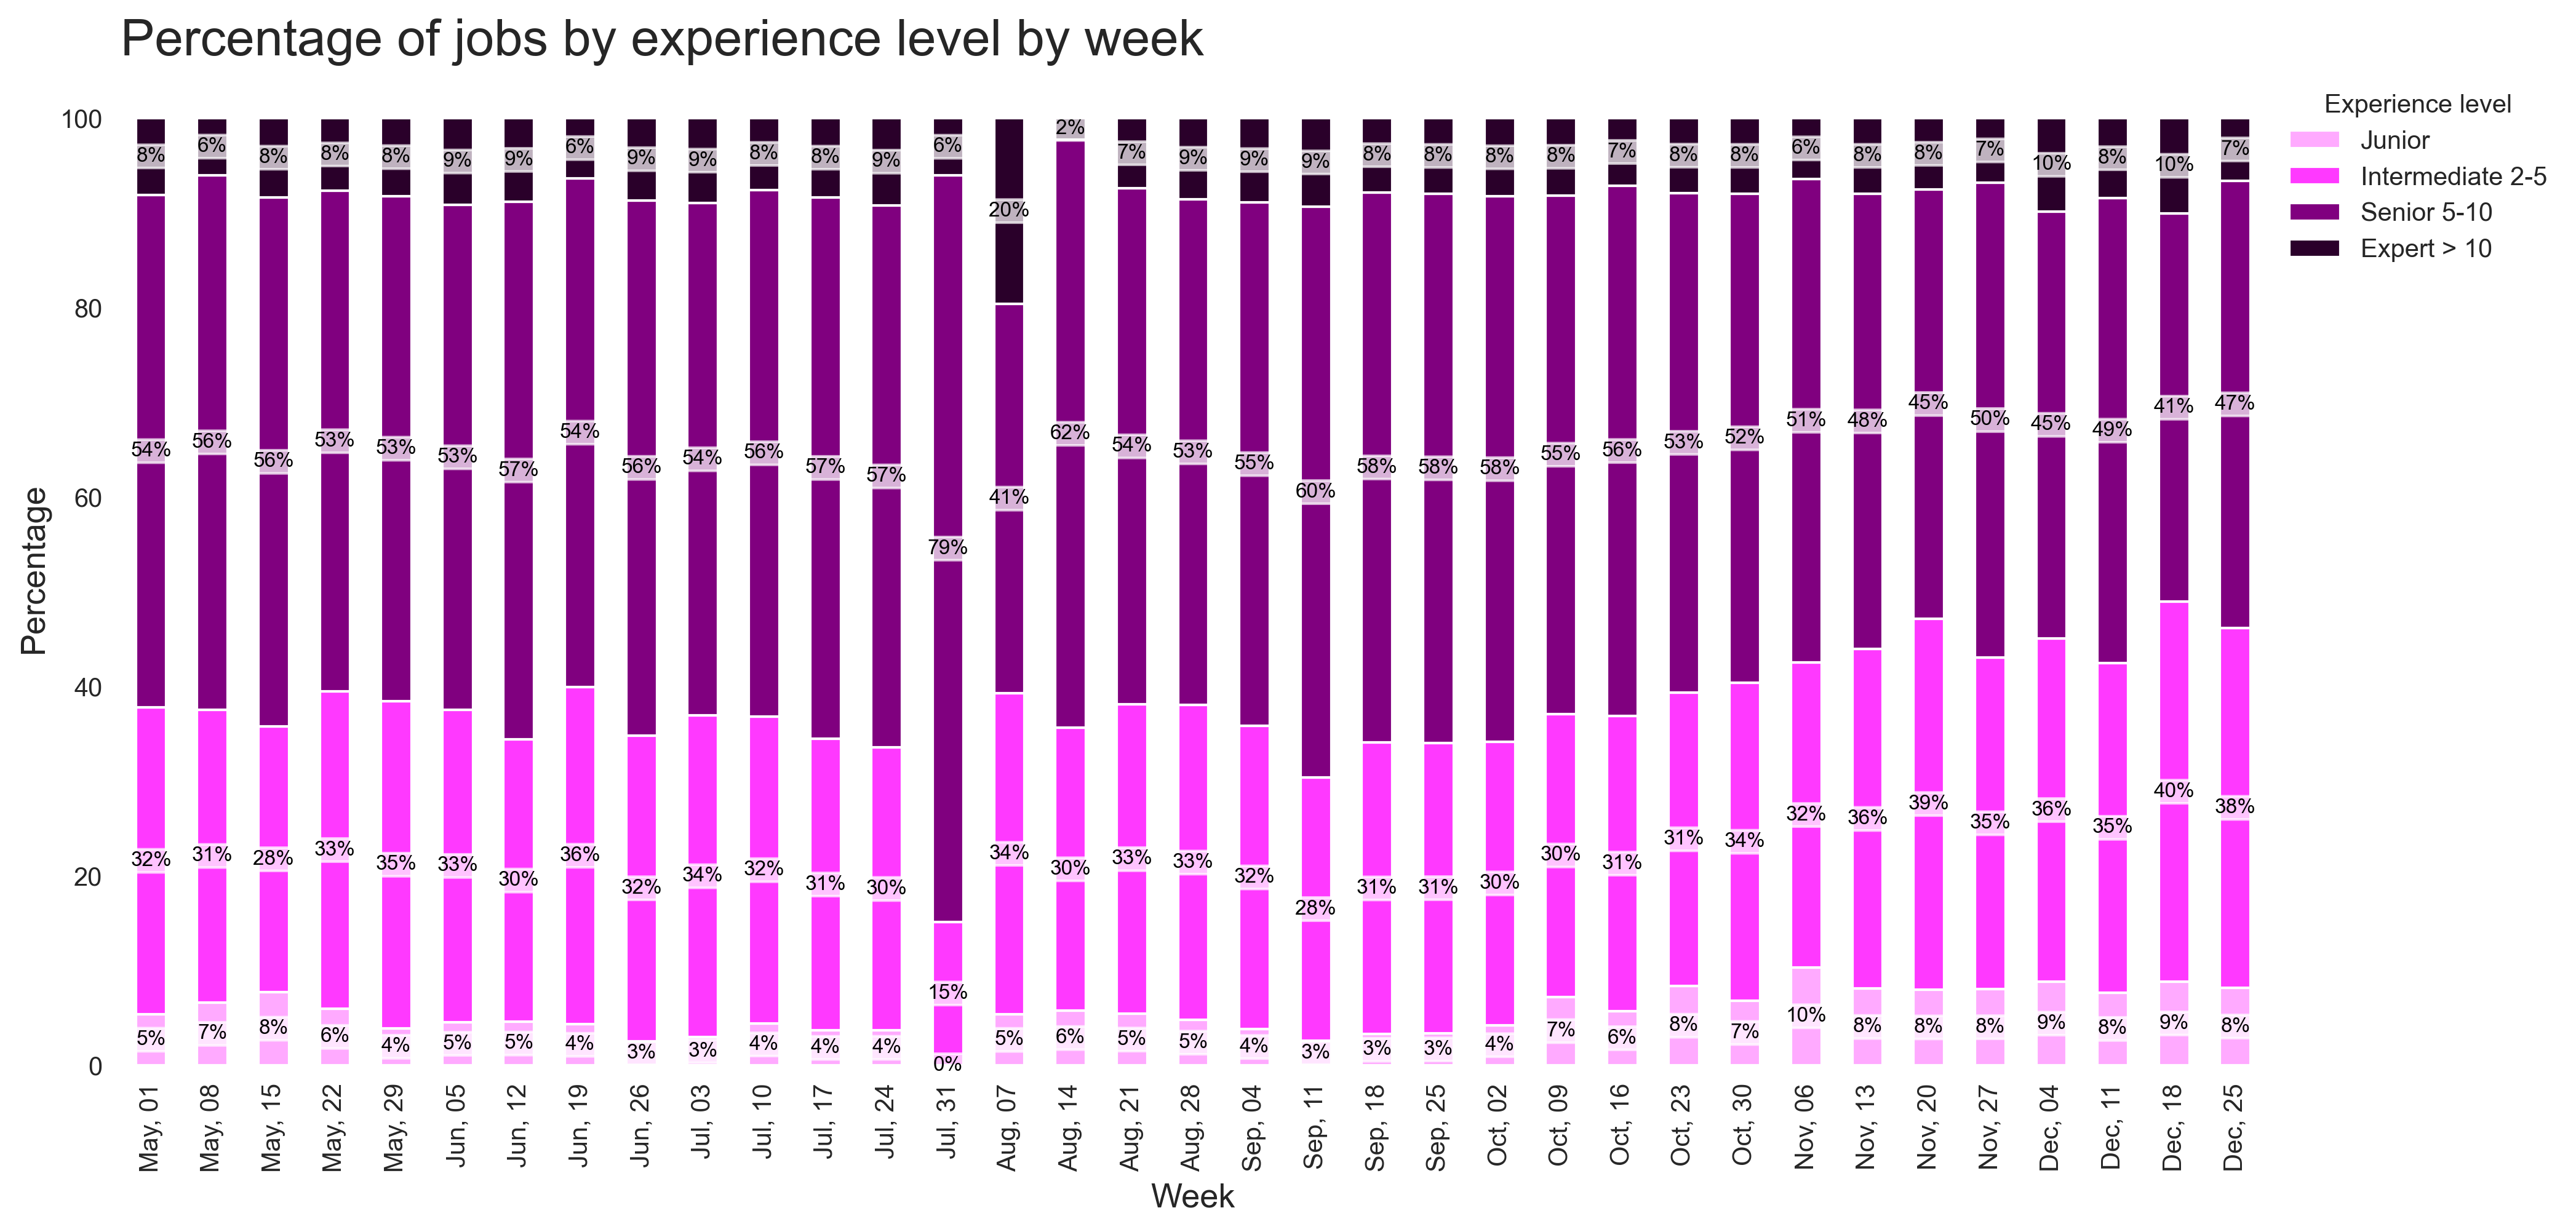 Percentage of jobs by experience level by week
Experience level
Junior
Intermediate 2-5
Senior 5-10
Expert > 10
Percentage
100
80
60
40
20
0
8% 6% 8% 8% 8% 9% 9% 6% 9% 9% 8% 8% 9% 6% 20% 2% 7% 9% 9% 9% 8% 8% 8% 8% 7% 8% 8% 6% 8% 8% 7% 10% 8% 10% 7%
54% 56% 56% 53% 53% 53% 57% 54% 56% 54% 56% 57% 57% 79% 41% 62% 54% 53% 55% 60% 58% 58% 58% 55% 56% 53% 52% 51% 48% 45% 50% 45% 49% 41% 47%
32% 31% 28% 33% 35% 33% 30% 36% 32% 34% 32% 31% 30% 15% 34% 30% 33% 33% 32% 28% 31% 31% 30% 30% 31% 31% 34% 32% 36% 39% 35% 36% 35% 40% 38%
5% 7% 8% 6% 4% 5% 5% 4% 3% 3% 4% 4% 4% 0% 5% 6% 5% 5% 4% 3% 3% 3% 4% 7% 6% 8% 7% 10% 8% 8% 8% 9% 8% 9% 8%
May, 01
May, 08
May, 15
May, 22
May, 29
Jun, 05
Jun, 12
Jun, 19
Jun, 26
Jul, 03
Jul, 10
Jul, 17
Jul, 24
Jul, 31
Aug, 07
Aug, 14
Aug, 21
Aug, 28
Sep, 04
Sep, 11
Sep, 18
Sep, 25
Oct, 02
Oct, 09
Oct, 16
Oct, 23
Oct, 30
Nov, 06
Nov, 13
Nov, 20
Nov, 27
Dec, 04
Dec, 11
Dec, 18
Dec, 25
Week